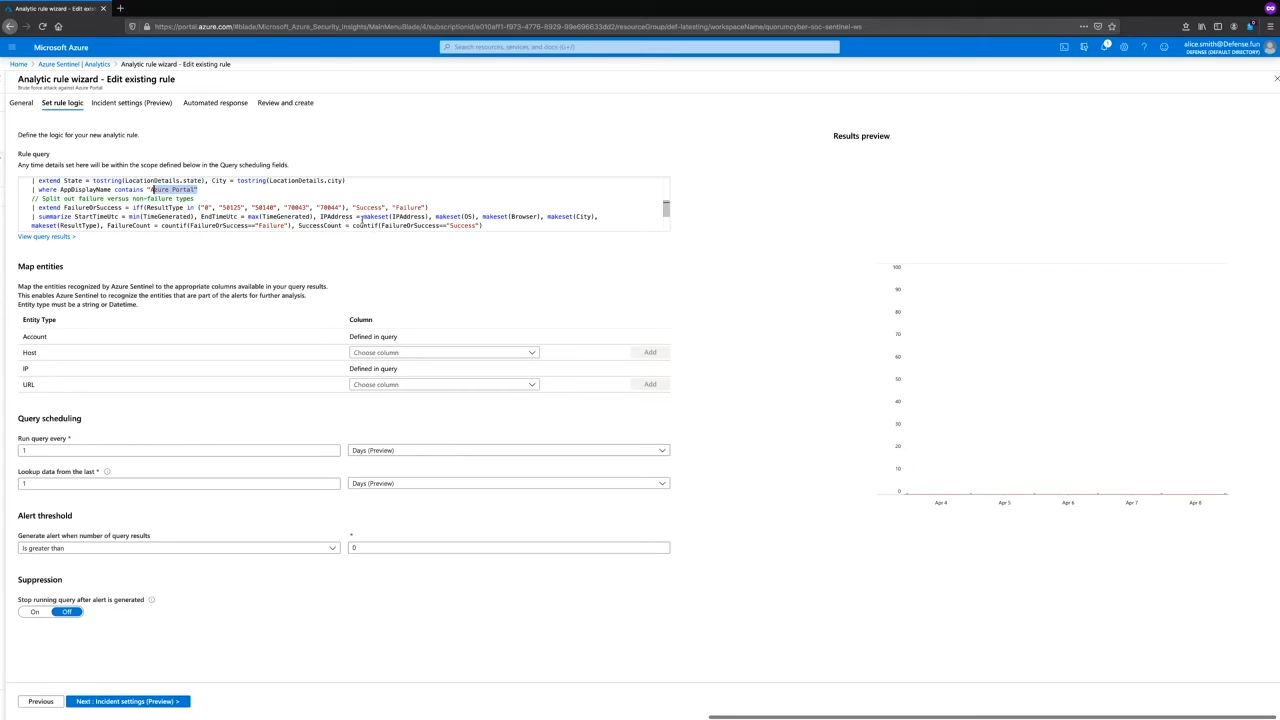 Analytic rule wizard - Edit exis
https://portal.azure.com/#blade/Microsoft_Azure_Security_Insights/MainMenuBlade/4/subscriptionId/e010aff1-f973-4776-8929-99e696633dd2/resourceGroup/def-latesting/workspaceName/quorumcyber-soc-sentinel-ws
Microsoft Azure
Search resources, services, and docs (G+/)
1
alice.smith@Defense.fun
DEFENSE (DEFAULT DIRECTORY)
Home > Azure Sentinel | Analytics > Analytic rule wizard - Edit existing rule
Analytic rule wizard - Edit existing rule
Brute force attack against Azure Portal
General Set rule logic Incident settings (Preview) Automated response Review and create
Define the logic for your new analytic rule.
Results preview
Rule query
Any time details set here will be within the scope defined below in the Query scheduling fields.
| extend State = tostring(LocationDetails.state), City = tostring(LocationDetails.city)
| where AppDisplayName contains "Azure Portal"
// Split out failure versus non-failure types
| extend FailureOrSuccess = iff(ResultType in ("0", "50125", "50140", "70043", "70044"), "Success", "Failure")
| summarize StartTimeUtc = min(TimeGenerated), EndTimeUtc = max(TimeGenerated), IPAddress = makeset(IPAddress), makeset(OS), makeset(Browser), makeset(City),
makeset(ResultType), FailureCount = countif(FailureOrSuccess=="Failure"), SuccessCount = countif(FailureOrSuccess=="Success")
View query results >
Map entities
Map the entities recognized by Azure Sentinel to the appropriate columns available in your query results.
This enables Azure Sentinel to recognize the entities that are part of the alerts for further analysis.
Entity type must be a string or Datetime.
Entity Type Column
Account Defined in query
Host Choose column Add
IP Defined in query
URL Choose column Add
Query scheduling
Run query every *
1 Days (Preview)
Lookup data from the last *
1 Days (Preview)
Alert threshold
Generate alert when number of query results *
Is greater than 0
Suppression
Stop running query after alert is generated
On Off
100
90
80
70
60
50
40
30
20
10
0
Apr 4 Apr 5 Apr 6 Apr 7 Apr 8
Previous Next : Incident settings (Preview) >